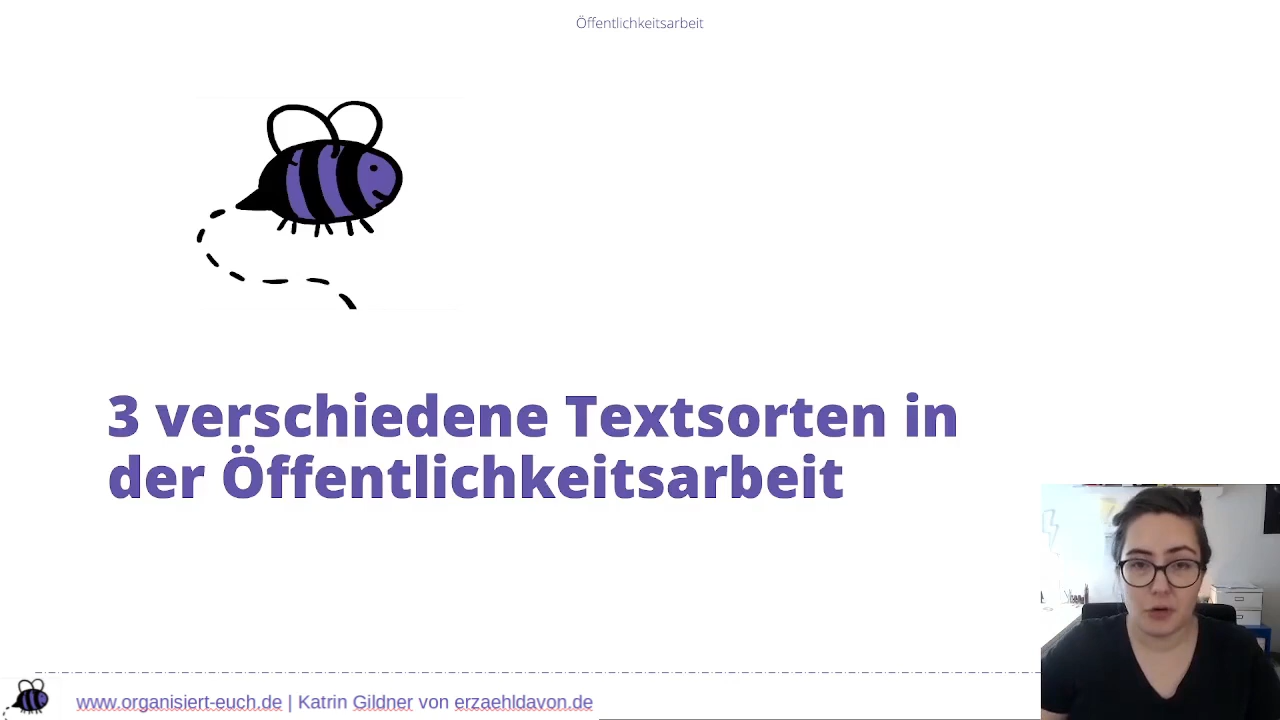 Öffentlichkeitsarbeit
3 verschiedene Textsorten in
der Öffentlichkeitsarbeit
www.organisiert-euch.de | Katrin Gildner von erzaehldavon.de